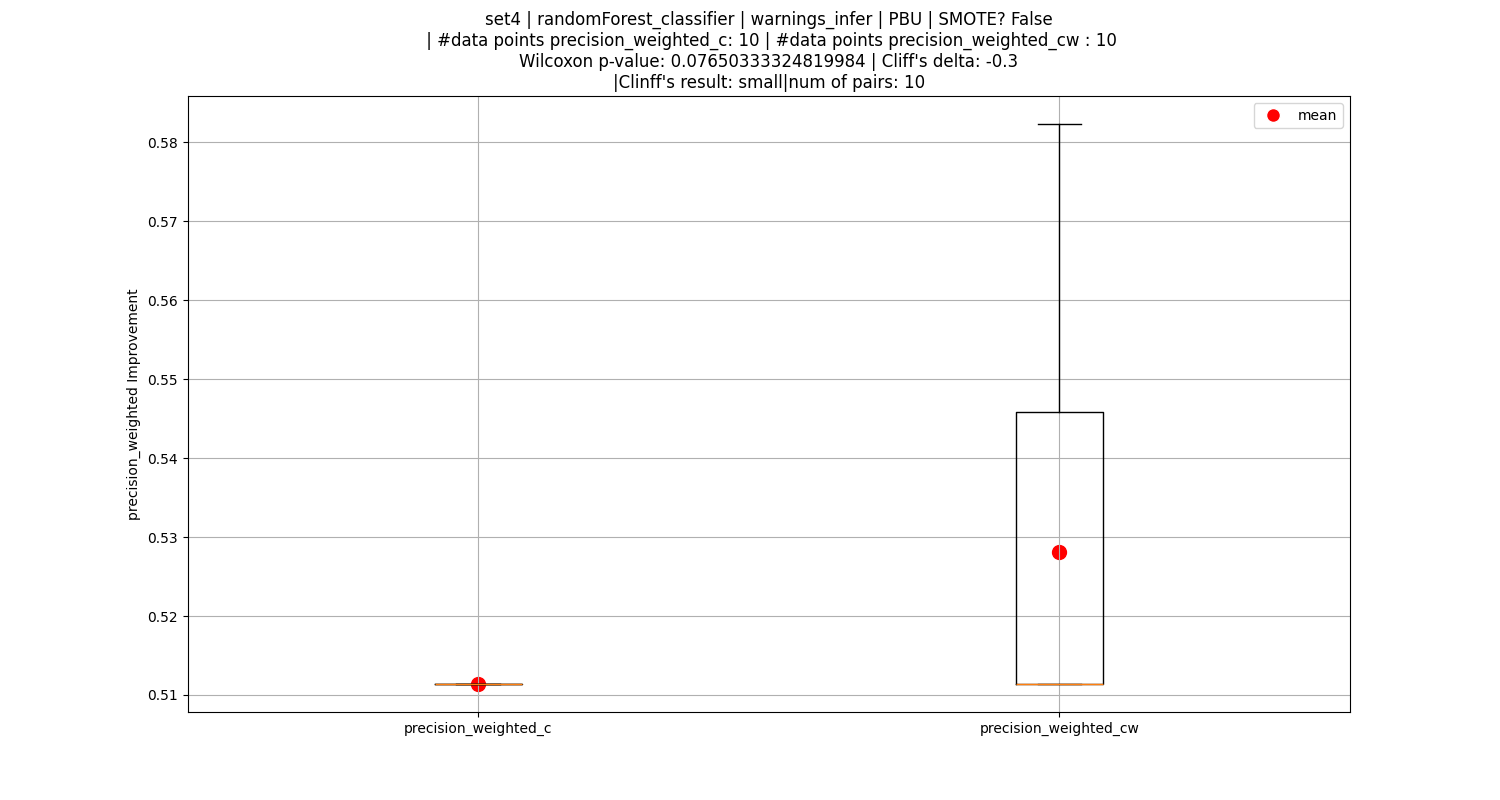 set4 | randomForest_classifier | warnings_infer | PBU | SMOTE? False
| #data points precision_weighted_c: 10 | #data points precision_weighted_cw : 10
Wilcoxon p-value: 0.07650333324819984 | Cliff's delta: -0.3
|Clinff's result: small|num of pairs: 10
mean
0.58
0.57
0.56
0.55
0.54
0.53
0.52
0.51
precision_weighted Improvement
precision_weighted_c
precision_weighted_cw